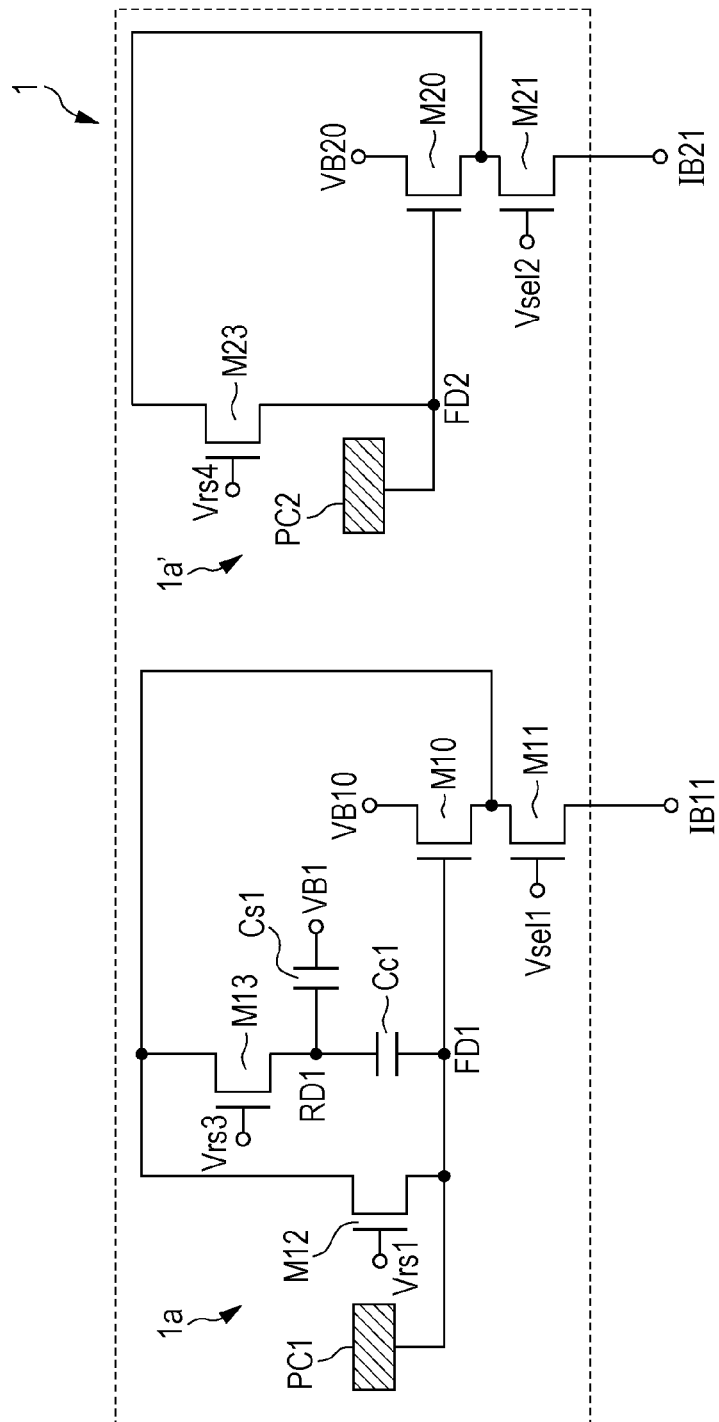 1
1a
PC1
M12
Vrs1
Vrs3
M13
RD1
Cs1
VB1
Cc1
FD1
VB10
M10
M11
Vsel1
IB11
1a'
PC2
Vrs4
M23
FD2
VB20
M20
M21
Vsel2
IB21